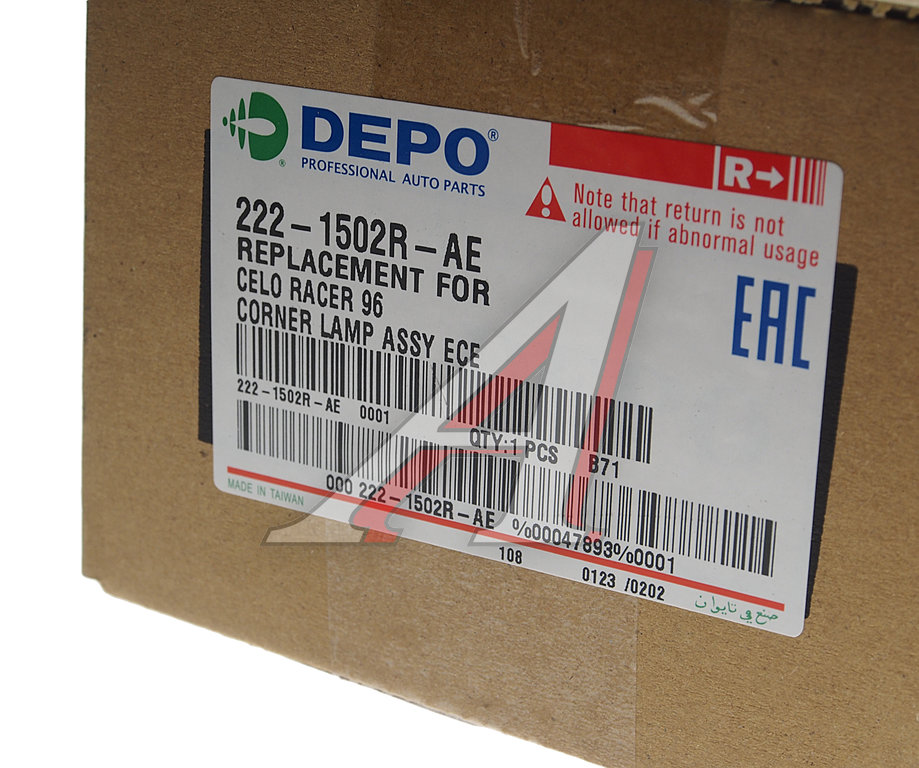 DEPO®
PROFESSIONAL AUTO PARTS
R→
Note that return is not
allowed if abnormal usage
222-1502R-AE
REPLACEMENT FOR
CELO RACER 96
CORNER LAMP ASSY ECE
EAC
222-1502R-AE 0001
QTY:1 PCS B71
000 222-1502R-AE %00047893%0001
MADE IN TAIWAN
108 0123 /0202
صنع في تايوان